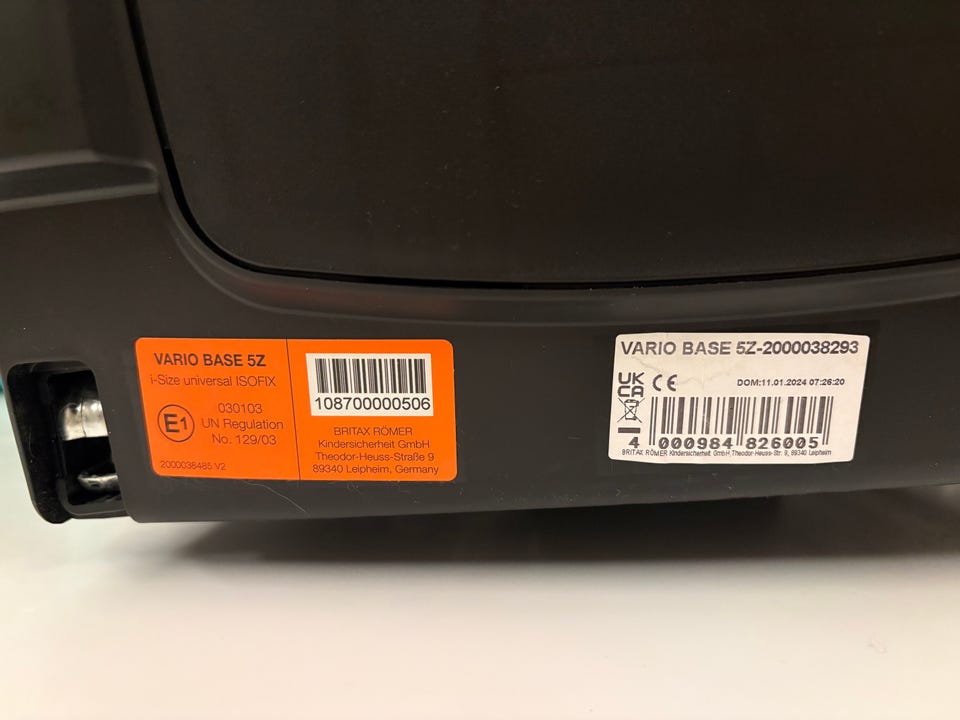 VARIO BASE 5Z
i-Size universal ISOFIX
E1
030103
UN Regulation
No. 129/03
2000036485 V2
108700000506
BRITAX RÖMER
Kindersicherheit GmbH
Theodor-Heuss-Straße 9
89340 Leipheim, Germany
VARIO BASE 5Z-2000038293
UK
CA
CE
DOM:11.01.2024 07:26:20
4 000984 826005
BRITAX RÖMER Kindersicherheit GmbH, Theodor-Heuss-Str. 9, 89340 Leipheim